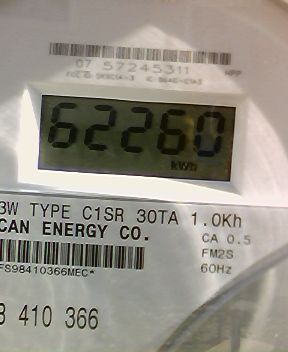 07 57245311
62260
kWh
3W TYPE C1SR 30TA 1.0Kh
CAN ENERGY CO.
CA 0.5
FM2S
60Hz
FS98410366MEC*
8 410 366